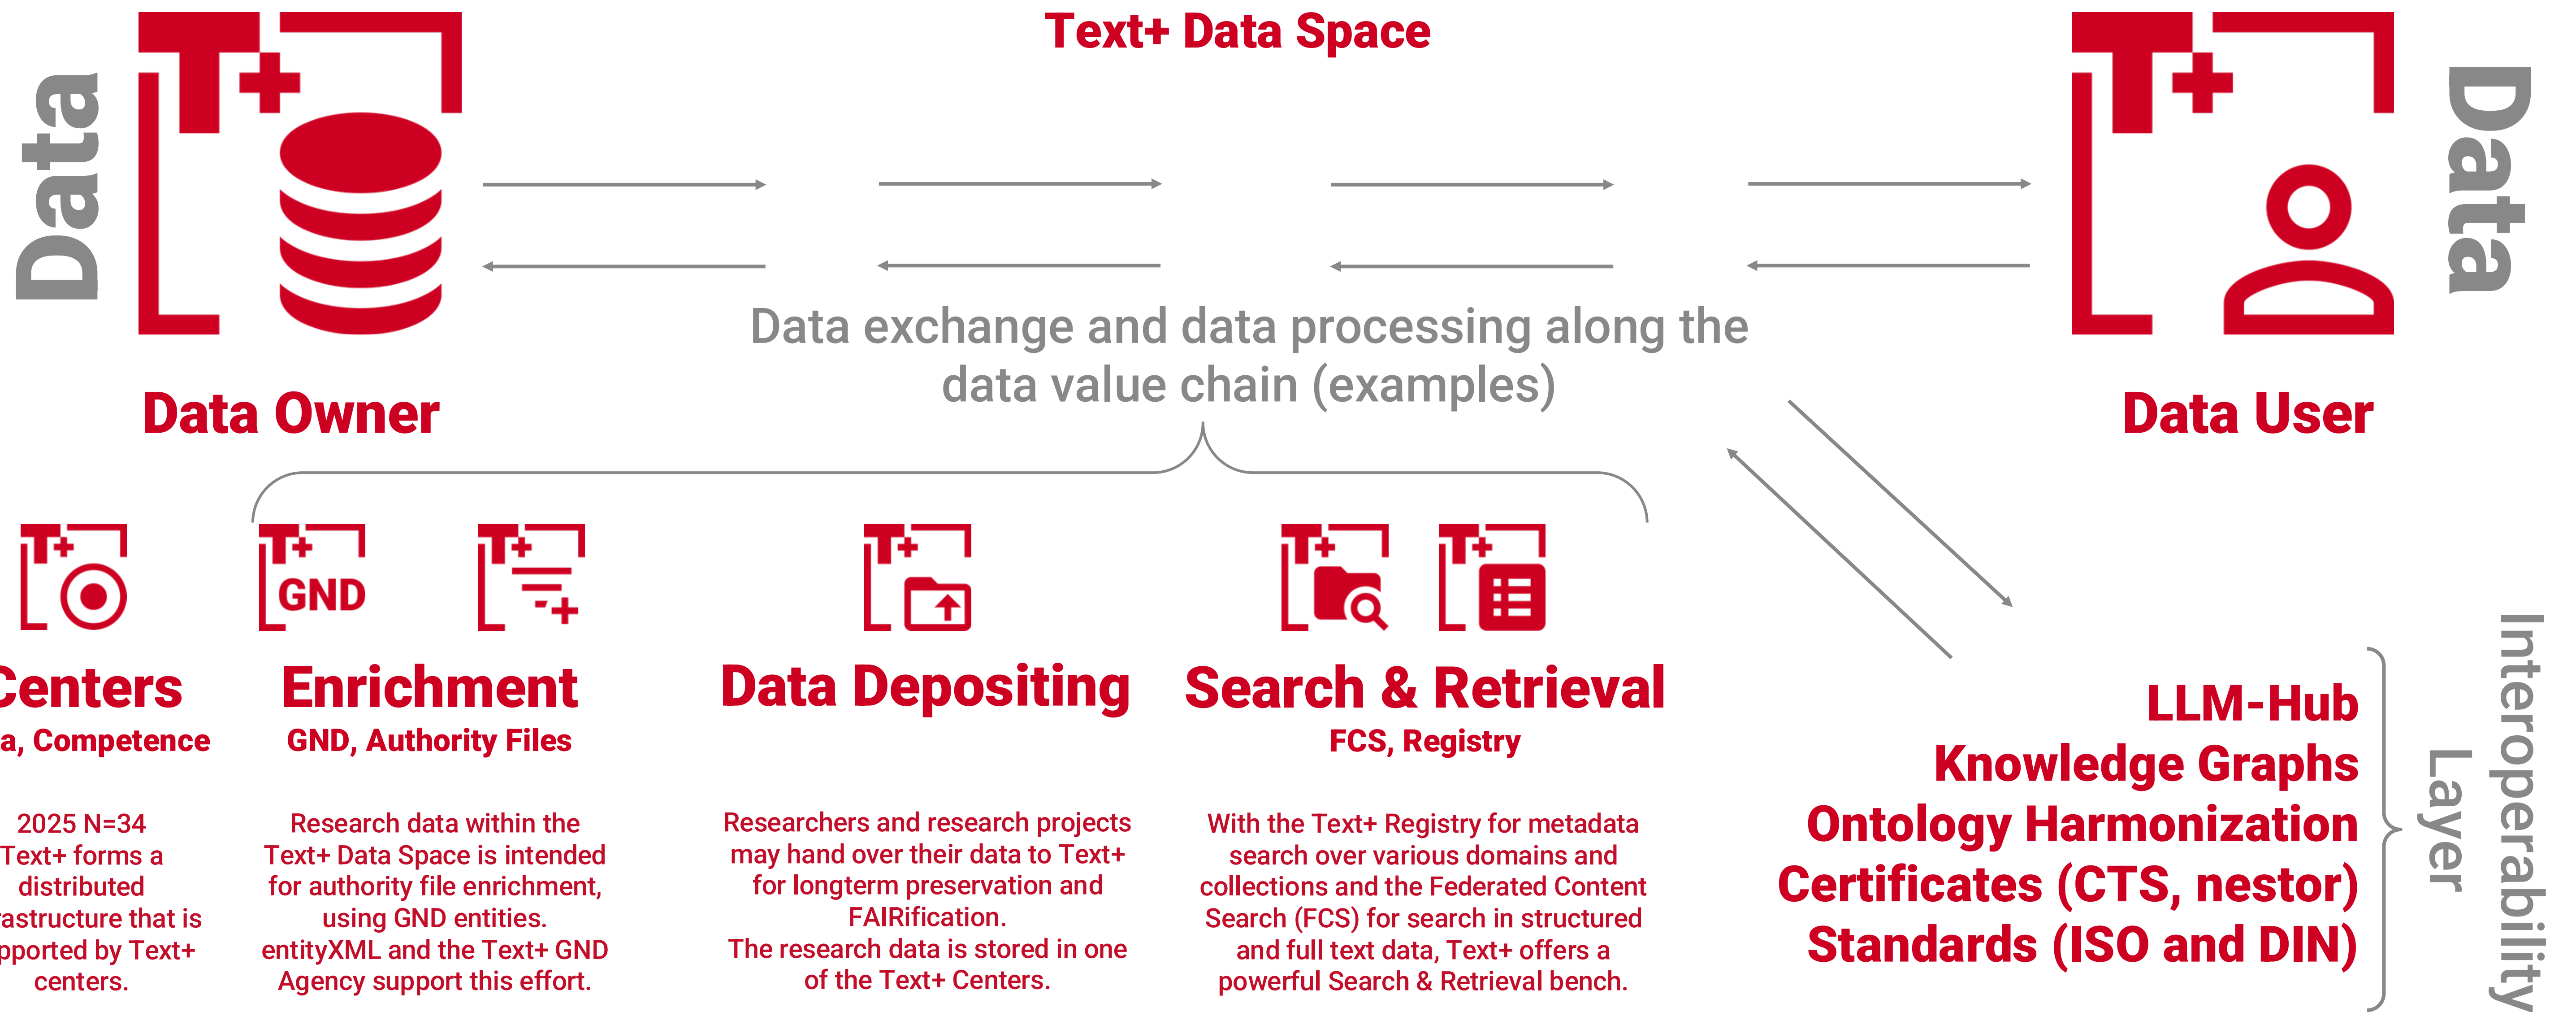 Text+ Data Space
Data
T+
T+
Data
Data exchange and data processing along the
data value chain (examples)
Data Owner
Data User
T+
T+
GND
T+
T+
T+
T+
Centers
a, Competence
2025 N=34
Text+ forms a
distributed
rastructure that is
pported by Text+
centers.
Enrichment
GND, Authority Files
Research data within the
Text+ Data Space is intended
for authority file enrichment,
using GND entities.
entityXML and the Text+ GND
Agency support this effort.
Data Depositing
Researchers and research projects
may hand over their data to Text+
for longterm preservation and
FAIRification.
The research data is stored in one
of the Text+ Centers.
Search & Retrieval
FCS, Registry
With the Text+ Registry for metadata
search over various domains and
collections and the Federated Content
Search (FCS) for search in structured
and full text data, Text+ offers a
powerful Search & Retrieval bench.
LLM-Hub
Knowledge Graphs
Ontology Harmonization
Certificates (CTS, nestor)
Standards (ISO and DIN)
Interoperability
Layer